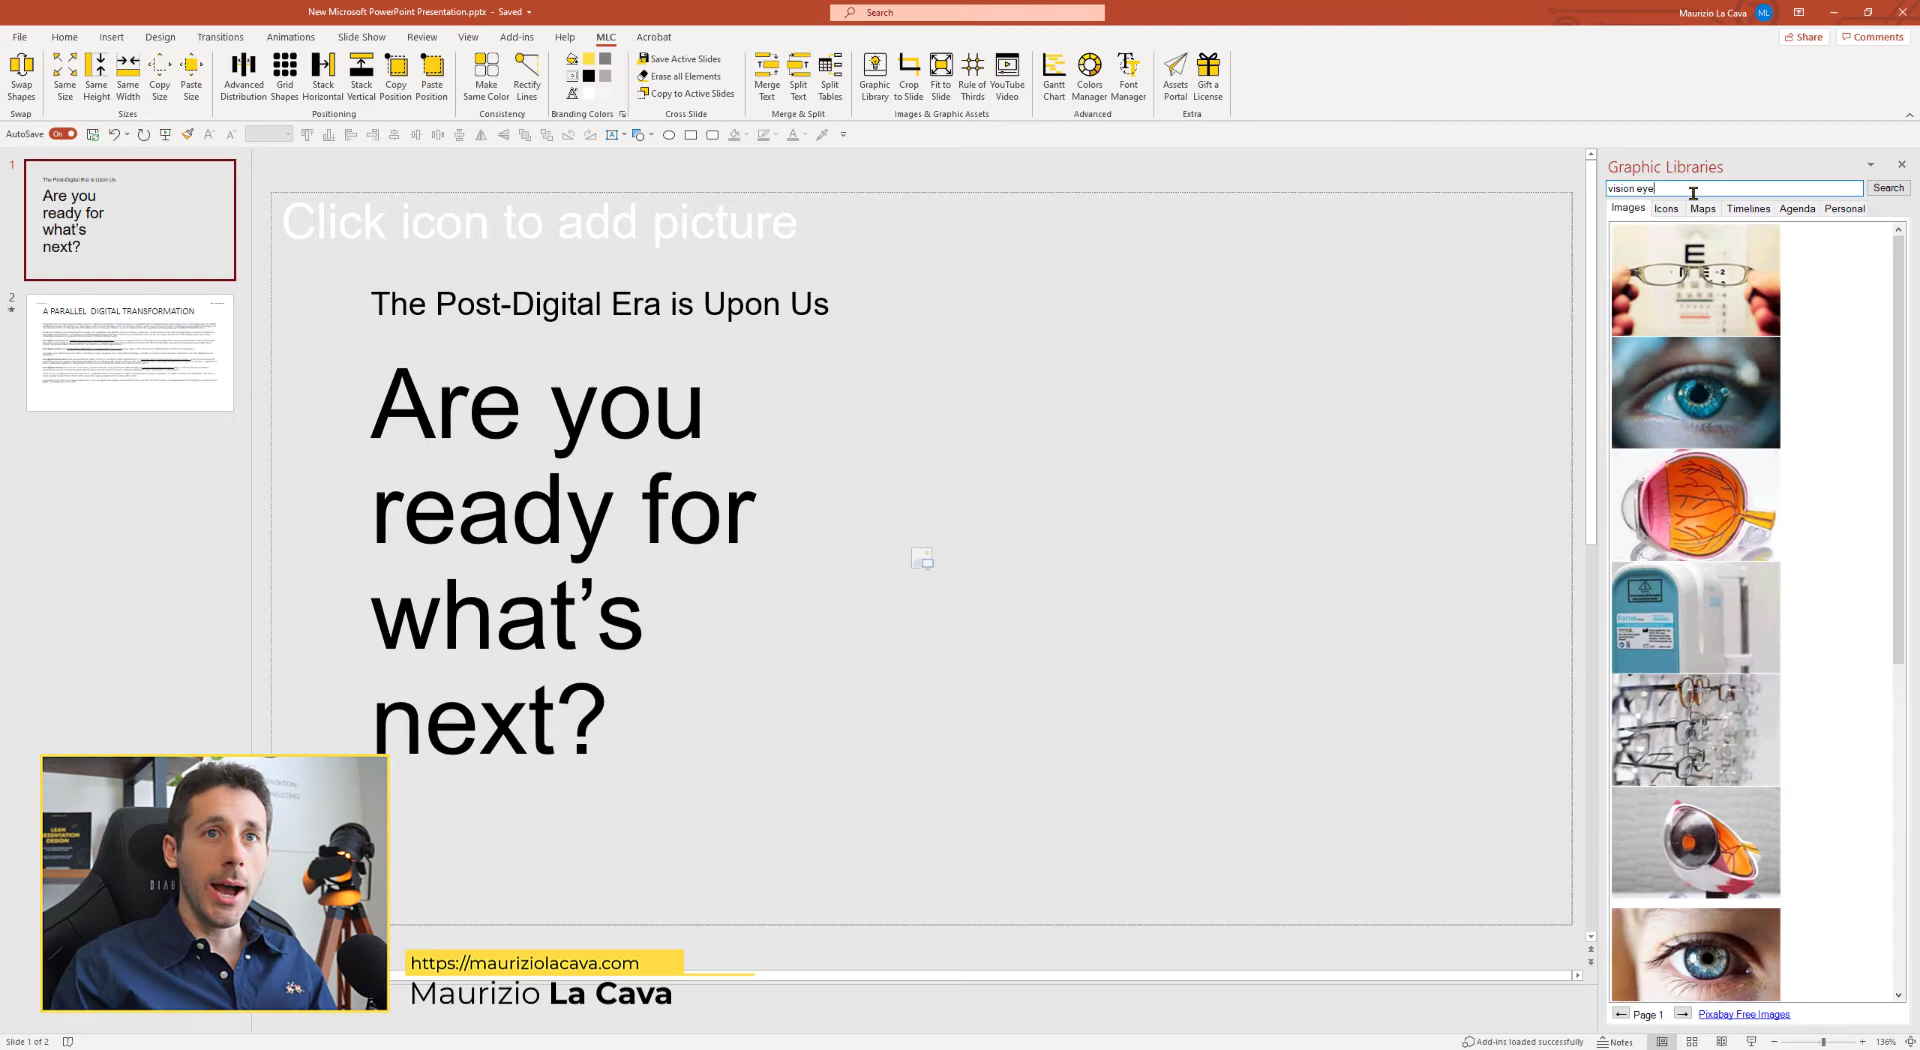 New Microsoft PowerPoint Presentation.pptx - Saved
Search
Maurizio La Cava
ML
File Home Insert Design Transitions Animations Slide Show Review View Add-ins Help MLC Acrobat
Share Comments
Swap Shapes
Same Size
Same Height
Same Width
Copy Size
Paste Size
Advanced Distribution
Grid Shapes
Stack Horizontal
Stack Vertical
Copy Position
Paste Position
Make Same Color
Rectify Lines
Save Active Slides
Erase all Elements
Copy to Active Slides
Merge Text
Split Text
Split Tables
Graphic Library
Crop to Slide
Fit to Slide
Rule of Thirds
YouTube Video
Gantt Chart
Colors Manager
Font Manager
Assets Portal
Gift a License
Swap Sizes Positioning Consistency Branding Colors Cross Slide Merge & Split Images & Graphic Assets Advanced Extra
AutoSave On
1
The Post-Digital Era is Upon Us
Are you
ready for
what's
next?
2
A PARALLEL DIGITAL TRANSFORMATION
Click icon to add picture
The Post-Digital Era is Upon Us
Are you
ready for
what’s
next?
Graphic Libraries
vision eye
Search
Images Icons Maps Timelines Agenda Personal
E
Page 1
Pixabay Free Images
LEAN
PRESENTATION
DESIGN
https://mauriziolacava.com
Maurizio La Cava
Slide 1 of 2
Add-ins loaded successfully
Notes
136%